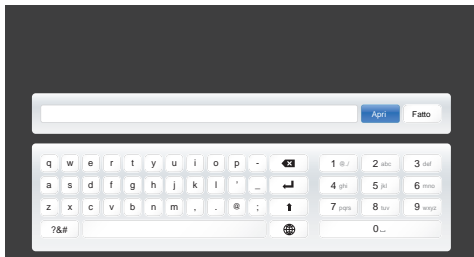 Apri Fatto
q w e r t y u i o p - 1 @./ 2 abc 3 def
a s d f g h j k l ' _ 4 ghi 5 jkl 6 mno
z x c v b n m , . @ ; 7 pqrs 8 tuv 9 wxyz
?&# 0